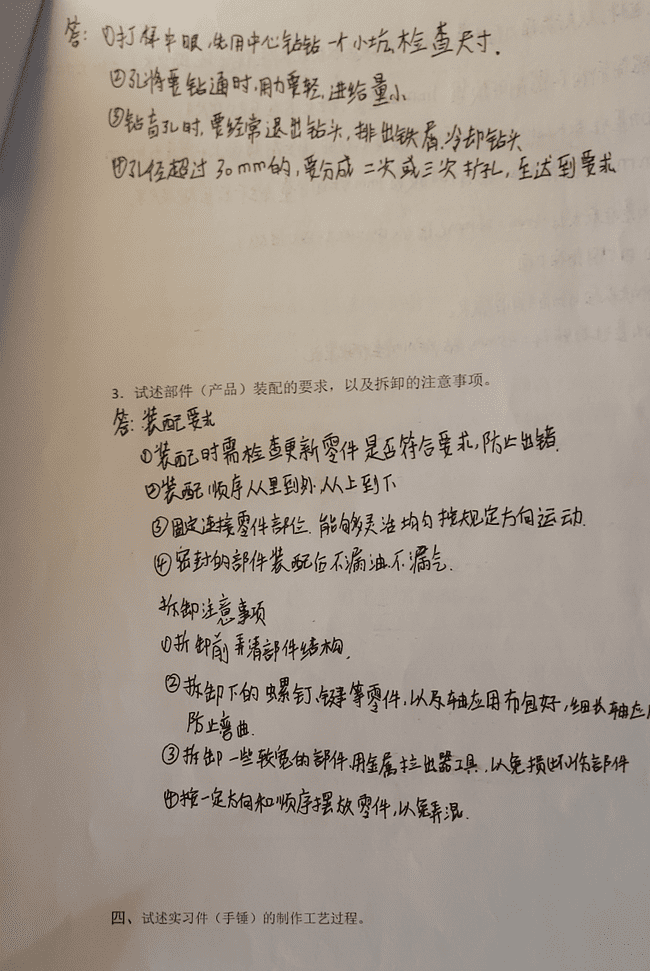 答：①打样中眼，先用中心钻钻一个小坑，检查尺寸．
②孔将要钻通时，用力要轻，进给量小
③钻盲孔时，要经常退出钻头，排出铁屑、冷却钻头
④孔径超过30mm的，要分成二次或三次扩孔，至达到要求
3．试述部件（产品）装配的要求，以及拆卸的注意事项。
答：装配要求
①装配时需检查更新零件是否符合要求，防止出错．
②装配顺序从里到外，从上到下
③固定连接零件部位．能够灵活均匀按规定方向运动．
④密封的部件装配后不漏油、不漏气．
拆卸注意事项
①拆卸前弄清部件结构．
②拆卸下的螺钉、键等零件，以及轴应用布包好，细长轴应
防止弯曲．
③拆卸一些较宽的部件，用金属拉出器工具，以免损坏伤部件
④按一定方向和顺序摆放零件，以免弄混．
四、试述实习件（手锤）的制作工艺过程。